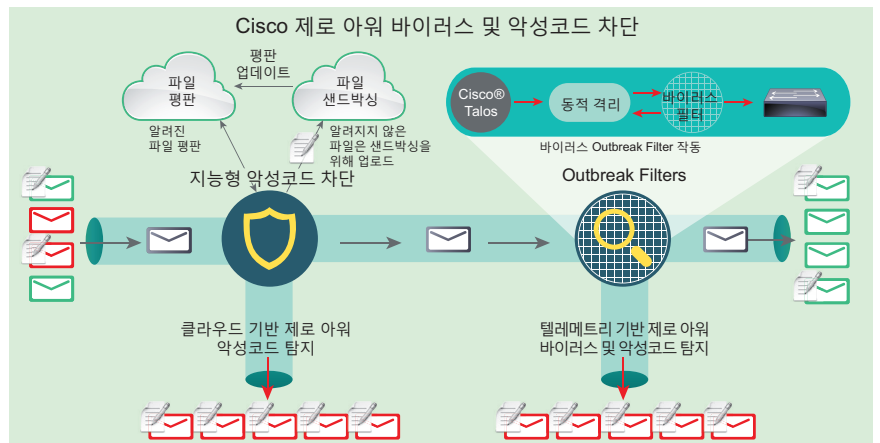 Cisco 제로 아워 바이러스 및 악성코드 차단
평판
업데이트
파일
평판
파일
샌드박싱
알려진
파일 평판
알려지지 않은
파일은 샌드박싱을
위해 업로드
지능형 악성코드 차단
Cisco®
Talos
동적 격리
바이러스
필터
바이러스 Outbreak Filter 작동
Outbreak Filters
클라우드 기반 제로 아워
악성코드 탐지
텔레메트리 기반 제로 아워
바이러스 및 악성코드 탐지